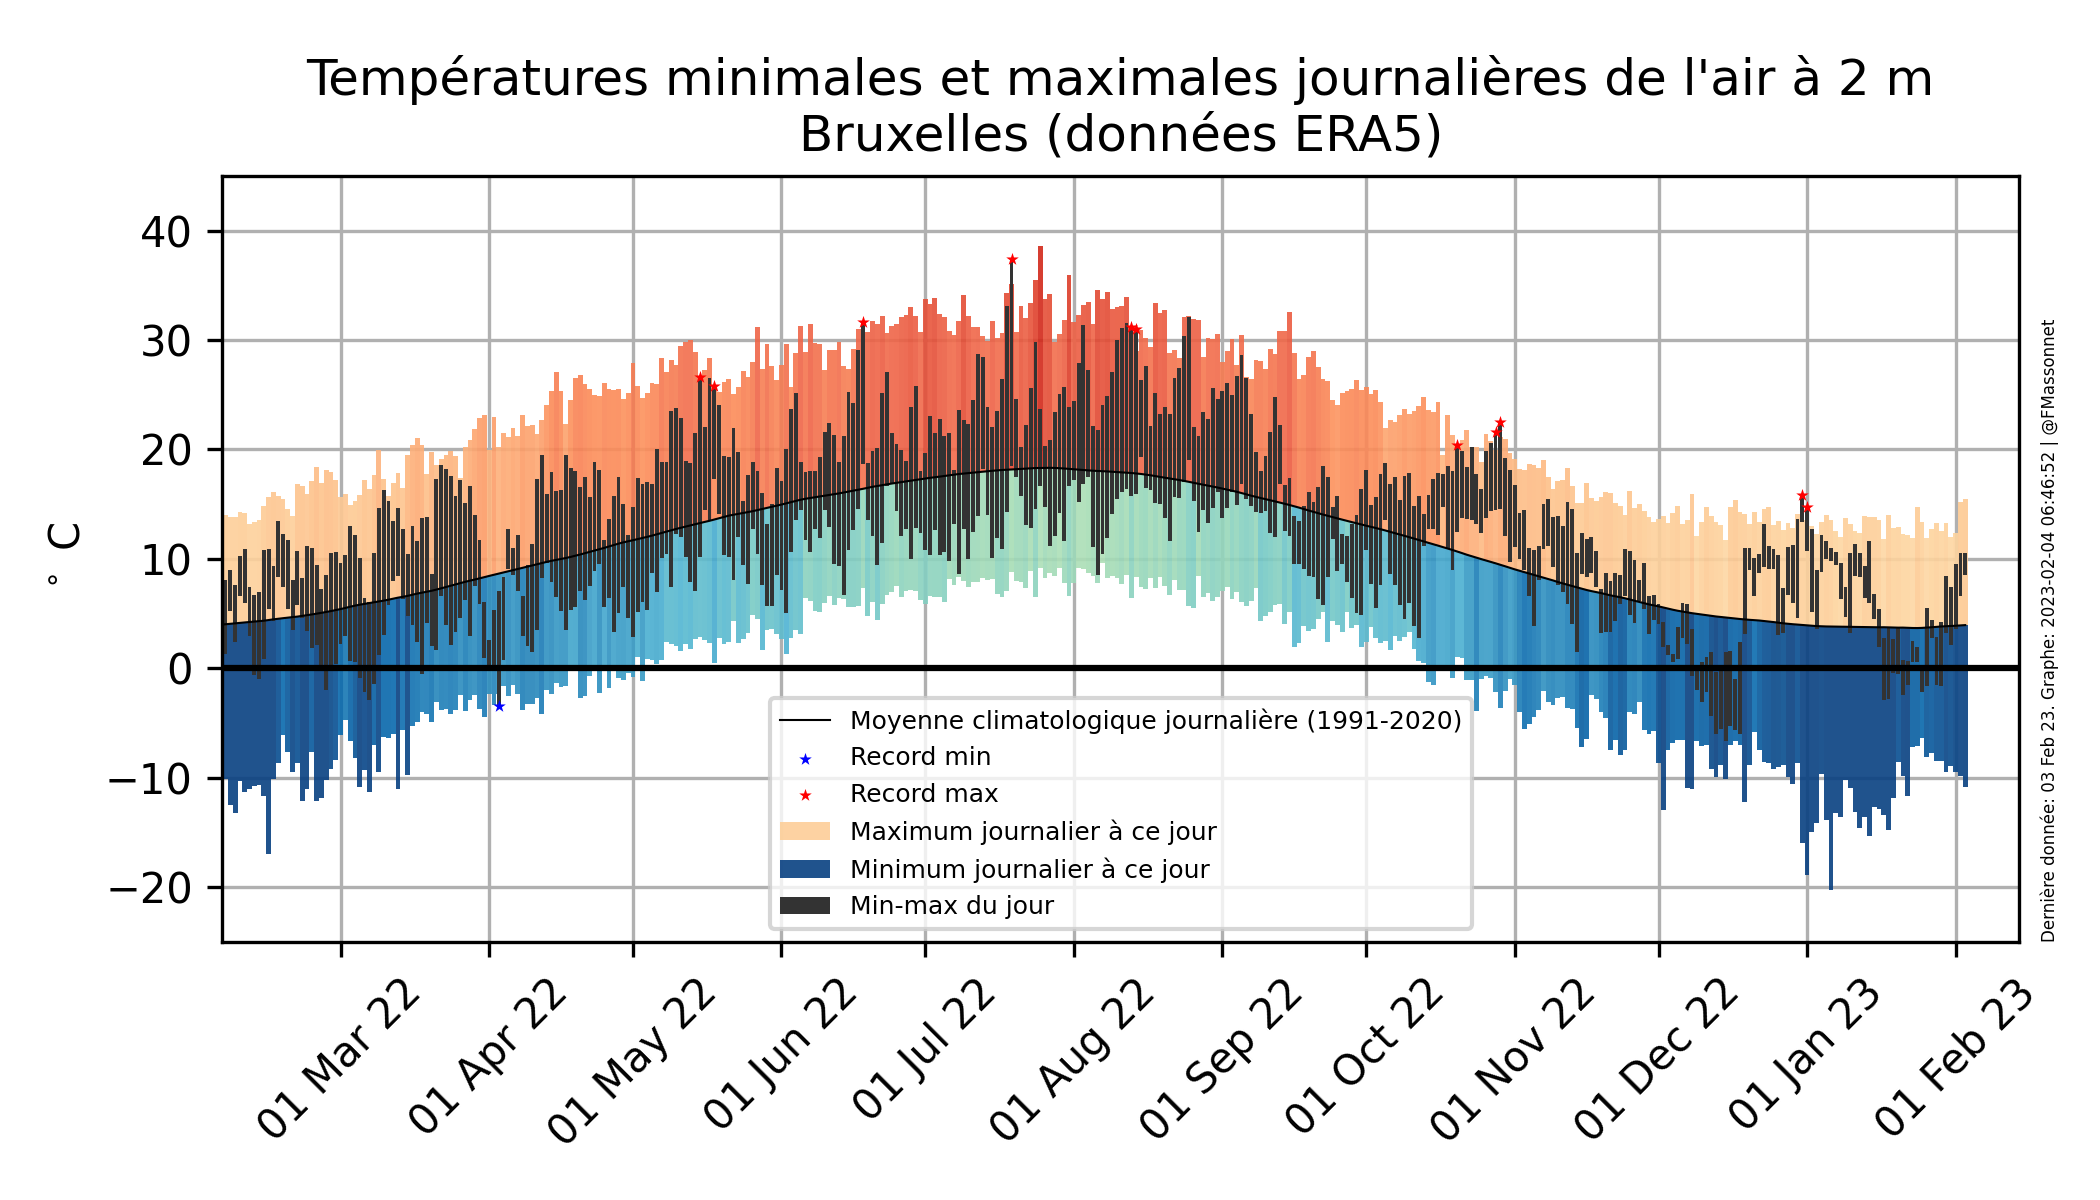 Températures minimales et maximales journalières de l'air à 2 m
Bruxelles (données ERA5)
° C
40
30
20
10
0
−10
−20
Moyenne climatologique journalière (1991-2020)
Record min
Record max
Maximum journalier à ce jour
Minimum journalier à ce jour
Min-max du jour
01 Mar 22
01 Apr 22
01 May 22
01 Jun 22
01 Jul 22
01 Aug 22
01 Sep 22
01 Oct 22
01 Nov 22
01 Dec 22
01 Jan 23
01 Feb 23
Dernière donnée: 03 Feb 23. Graphe: 2023-02-04 06:46:52 | @FMassonnet